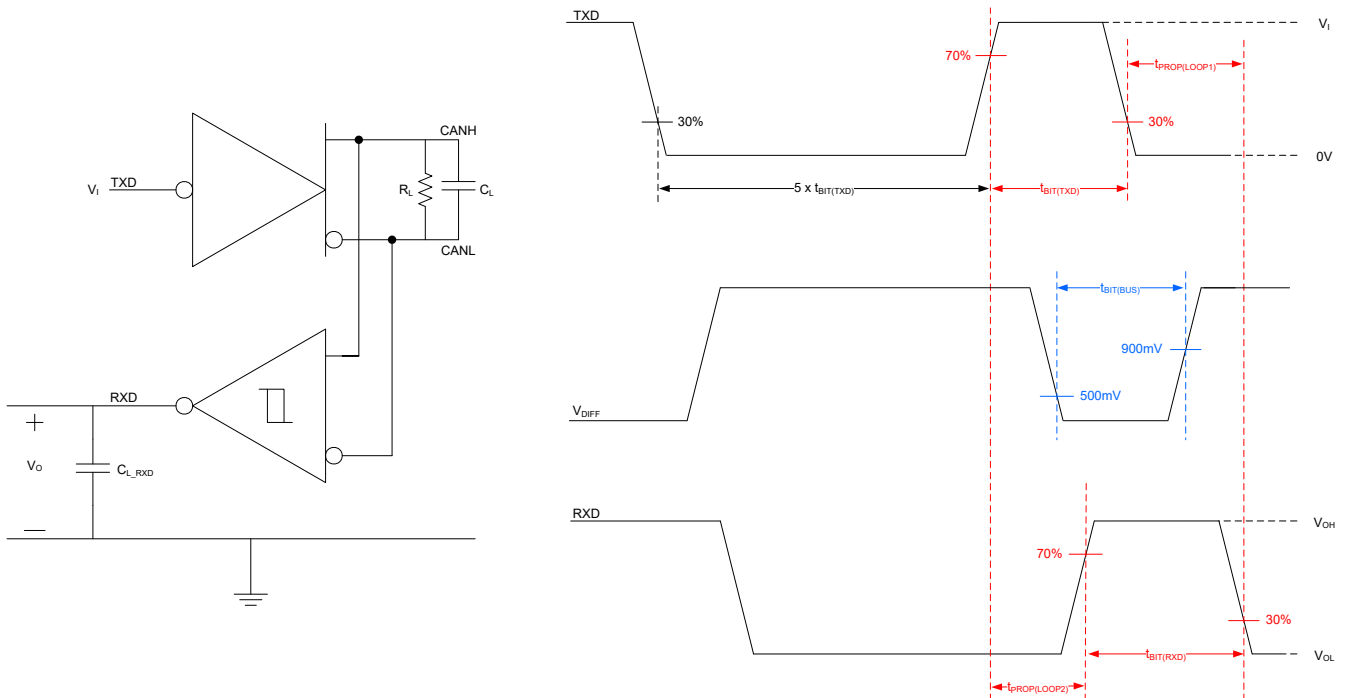 CANH
TXD
V_I
R_L
C_L
CANL
RXD
+
V_O
C_L_RXD
—
TXD
V_I
70%
t_PROP(LOOP1)
30%
30%
0V
5 x t_BIT(TXD)
t_BIT(TXD)
t_BIT(BUS)
900mV
500mV
V_DIFF
RXD
V_OH
70%
30%
t_BIT(RXD)
V_OL
t_PROP(LOOP2)